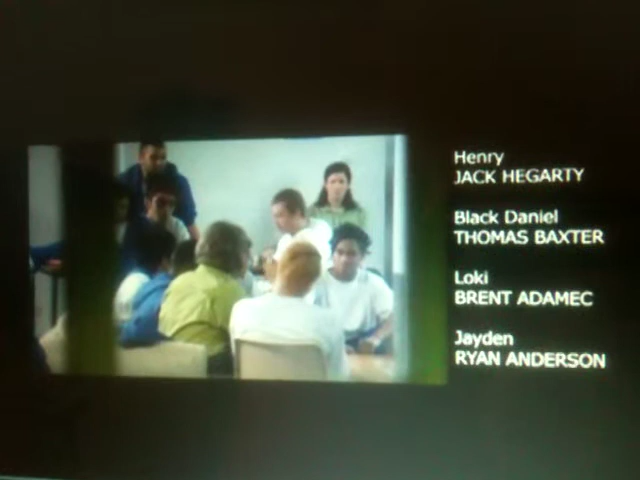 Henry
JACK HEGARTY
Black Daniel
THOMAS BAXTER
Loki
BRENT ADAMEC
Jayden
RYAN ANDERSON